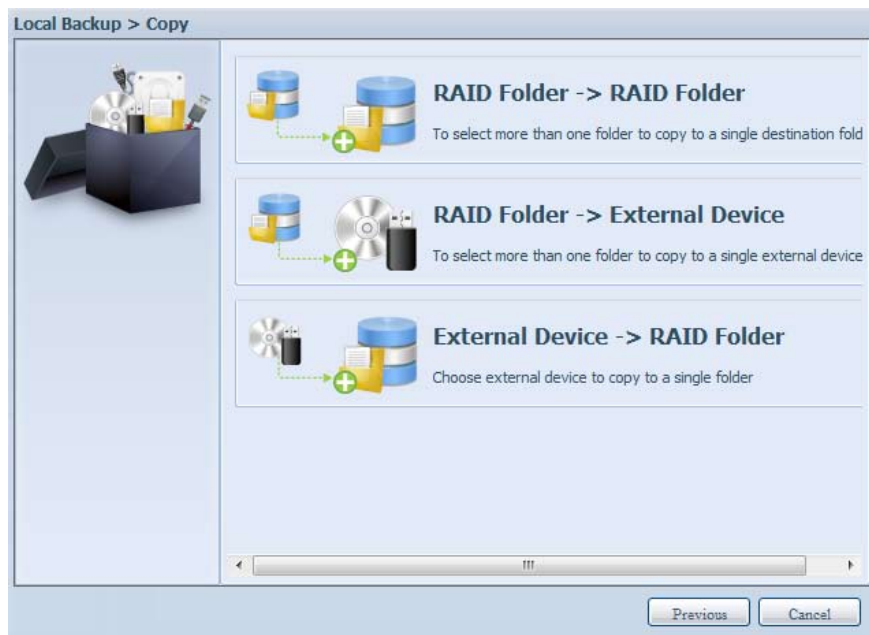 Local Backup > Copy
RAID Folder -> RAID Folder
To select more than one folder to copy to a single destination fold
RAID Folder -> External Device
To select more than one folder to copy to a single external device
External Device -> RAID Folder
Choose external device to copy to a single folder
Previous
Cancel